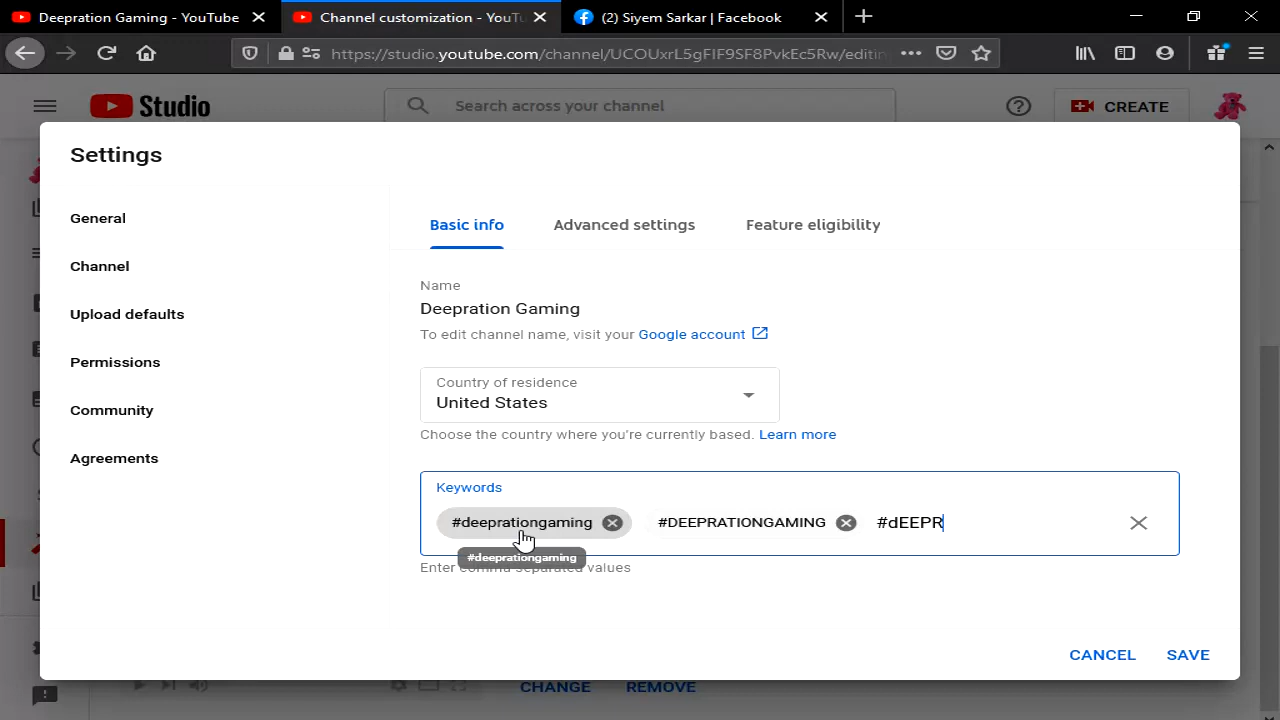 Deepration Gaming - YouTube
Channel customization - YouTu
(2) Siyem Sarkar | Facebook
https://studio.youtube.com/channel/UCOUxrL5gFIF9SF8PvkEc5Rw/editin
Studio
Search across your channel
CREATE
Settings
General
Channel
Upload defaults
Permissions
Community
Agreements
Basic info
Advanced settings
Feature eligibility
Name
Deepration Gaming
To edit channel name, visit your Google account
Country of residence
United States
Choose the country where you're currently based. Learn more
Keywords
#deeprationgaming
#DEEPRATIONGAMING
#dEEPR
#deeprationgaming
Enter comma separated values
CANCEL
SAVE
CHANGE
REMOVE